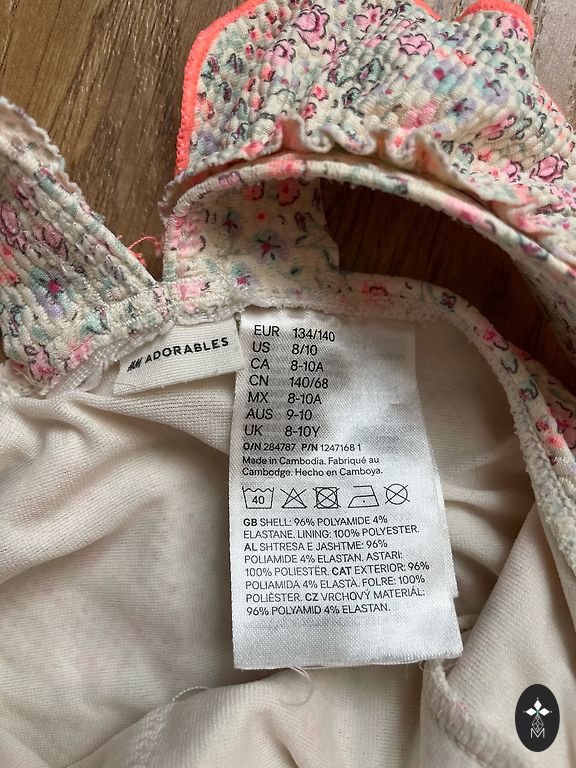 H&M ADORABLES
EUR 134/140
US 8/10
CA 8-10A
CN 140/68
MX 8-10A
AUS 9-10
UK 8-10Y
O/N 284787 P/N 1247168 1
Made in Cambodia. Fabriqué au
Cambodge. Hecho en Camboya.
40
GB SHELL: 96% POLYAMIDE 4%
ELASTANE. LINING: 100% POLYESTER.
AL SHTRESA E JASHTME: 96%
POLIAMIDE 4% ELASTAN. ASTARI:
100% POLIESTËR. CAT EXTERIOR: 96%
POLIAMIDA 4% ELASTÀ. FOLRE: 100%
POLIÈSTER. CZ VRCHOVÝ MATERIÁL:
96% POLYAMID 4% ELASTAN.
M